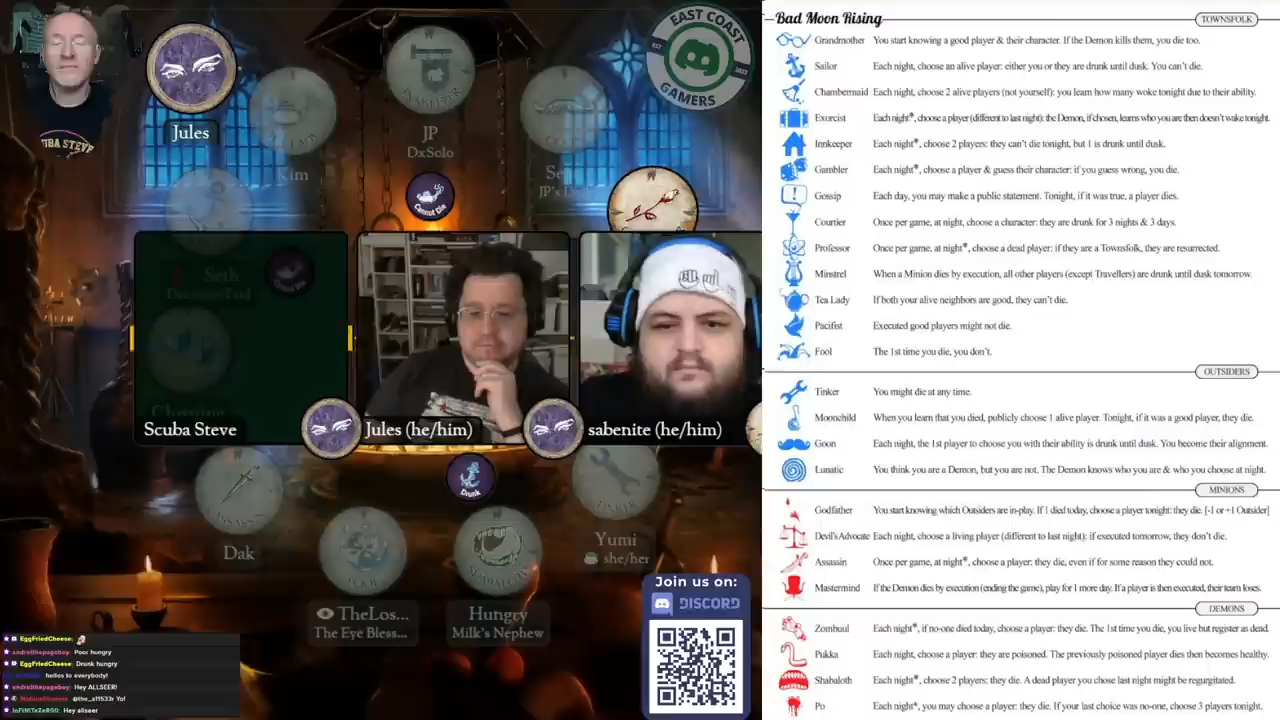 EAST COAST
EST
2022
GAMERS
Jules
Kim
INNKEEPER
JP
DxSolo
Cannot Die
Seth
Scuba Steve
Jules (he/him)
sabenite (he/him)
Drunk
Dak
FOOL
TINKER
Yumi
she/her
TheLos...
The Eye Bless...
Hungry
Milk's Nephew
Join us on:
DISCORD
EggFriedCheese:
androithepageboy: Poor hungry
EggFriedCheese: Drunk hungry
hellos to everybody!
androithepageboy: Hey ALLSEER!
Hey allseer
Bad Moon Rising
TOWNSFOLK
Grandmother You start knowing a good player & their character. If the Demon kills them, you die too.
Sailor Each night, choose an alive player: either you or they are drunk until dusk. You can't die.
Chambermaid Each night, choose 2 alive players (not yourself): you learn how many woke tonight due to their ability.
Exorcist Each night*, choose a player (different to last night): the Demon, if chosen, learns who you are then doesn't wake tonight.
Innkeeper Each night*, choose 2 players: they can't die tonight, but 1 is drunk until dusk.
Gambler Each night*, choose a player & guess their character: if you guess wrong, you die.
Gossip Each day, you may make a public statement. Tonight, if it was true, a player dies.
Courtier Once per game, at night, choose a character: they are drunk for 3 nights & 3 days.
Professor Once per game, at night*, choose a dead player: if they are a Townsfolk, they are resurrected.
Minstrel When a Minion dies by execution, all other players (except Travellers) are drunk until dusk tomorrow.
Tea Lady If both your alive neighbors are good, they can't die.
Pacifist Executed good players might not die.
Fool The 1st time you die, you don't.
OUTSIDERS
Tinker You might die at any time.
Moonchild When you learn that you died, publicly choose 1 alive player. Tonight, if it was a good player, they die.
Goon Each night, the 1st player to choose you with their ability is drunk until dusk. You become their alignment.
Lunatic You think you are a Demon, but you are not. The Demon knows who you are & who you choose at night.
MINIONS
Godfather You start knowing which Outsiders are in-play. If 1 died today, choose a player tonight: they die. [-1 or +1 Outsider]
Devil's Advocate Each night, choose a living player (different to last night): if executed tomorrow, they don't die.
Assassin Once per game, at night*, choose a player: they die, even if for some reason they could not.
Mastermind If the Demon dies by execution (ending the game), play for 1 more day. If a player is then executed, their team loses.
DEMONS
Zombuul Each night*, if no-one died today, choose a player: they die. The 1st time you die, you live but register as dead.
Pukka Each night, choose a player: they are poisoned. The previously poisoned player dies then becomes healthy.
Shabaloth Each night*, choose 2 players: they die. A dead player you chose last night might be regurgitated.
Po Each night*, you may choose a player: they die. If your last choice was no-one, choose 3 players tonight.